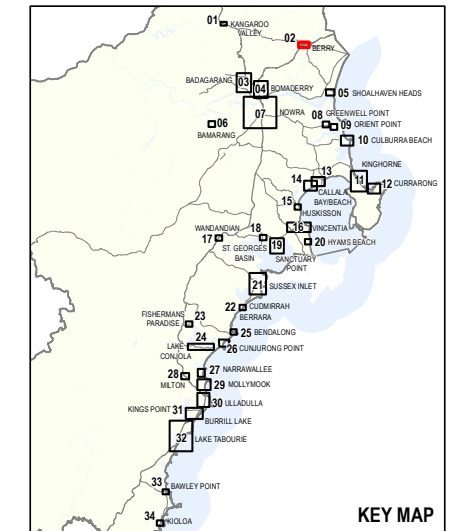 01
KANGAROO
VALLEY
02
BERRY
BADAGARANG
03
04
BOMADERRY
05
SHOALHAVEN HEADS
06
BAMARANG
07
NOWRA
08
GREENWELL POINT
09
ORIENT POINT
10
CULBURRA BEACH
KINGHORNE
11
12
CURRARONG
13
14
CALLALA
BAY/BEACH
15
HUSKISSON
16
VINCENTIA
WANDANDIAN
17
18
ST. GEORGES
BASIN
19
SANCTUARY
POINT
20
HYAMS BEACH
21
SUSSEX INLET
22
CUDMIRRAH
BERRARA
FISHERMANS
PARADISE
23
24
LAKE
CONJOLA
25
BENDALONG
26
CUNJURONG POINT
27
NARRAWALLEE
28
MILTON
29
MOLLYMOOK
30
ULLADULLA
KINGS POINT
31
BURRILL LAKE
32
LAKE TABOURIE
33
BAWLEY POINT
34
KIOLOA
KEY MAP